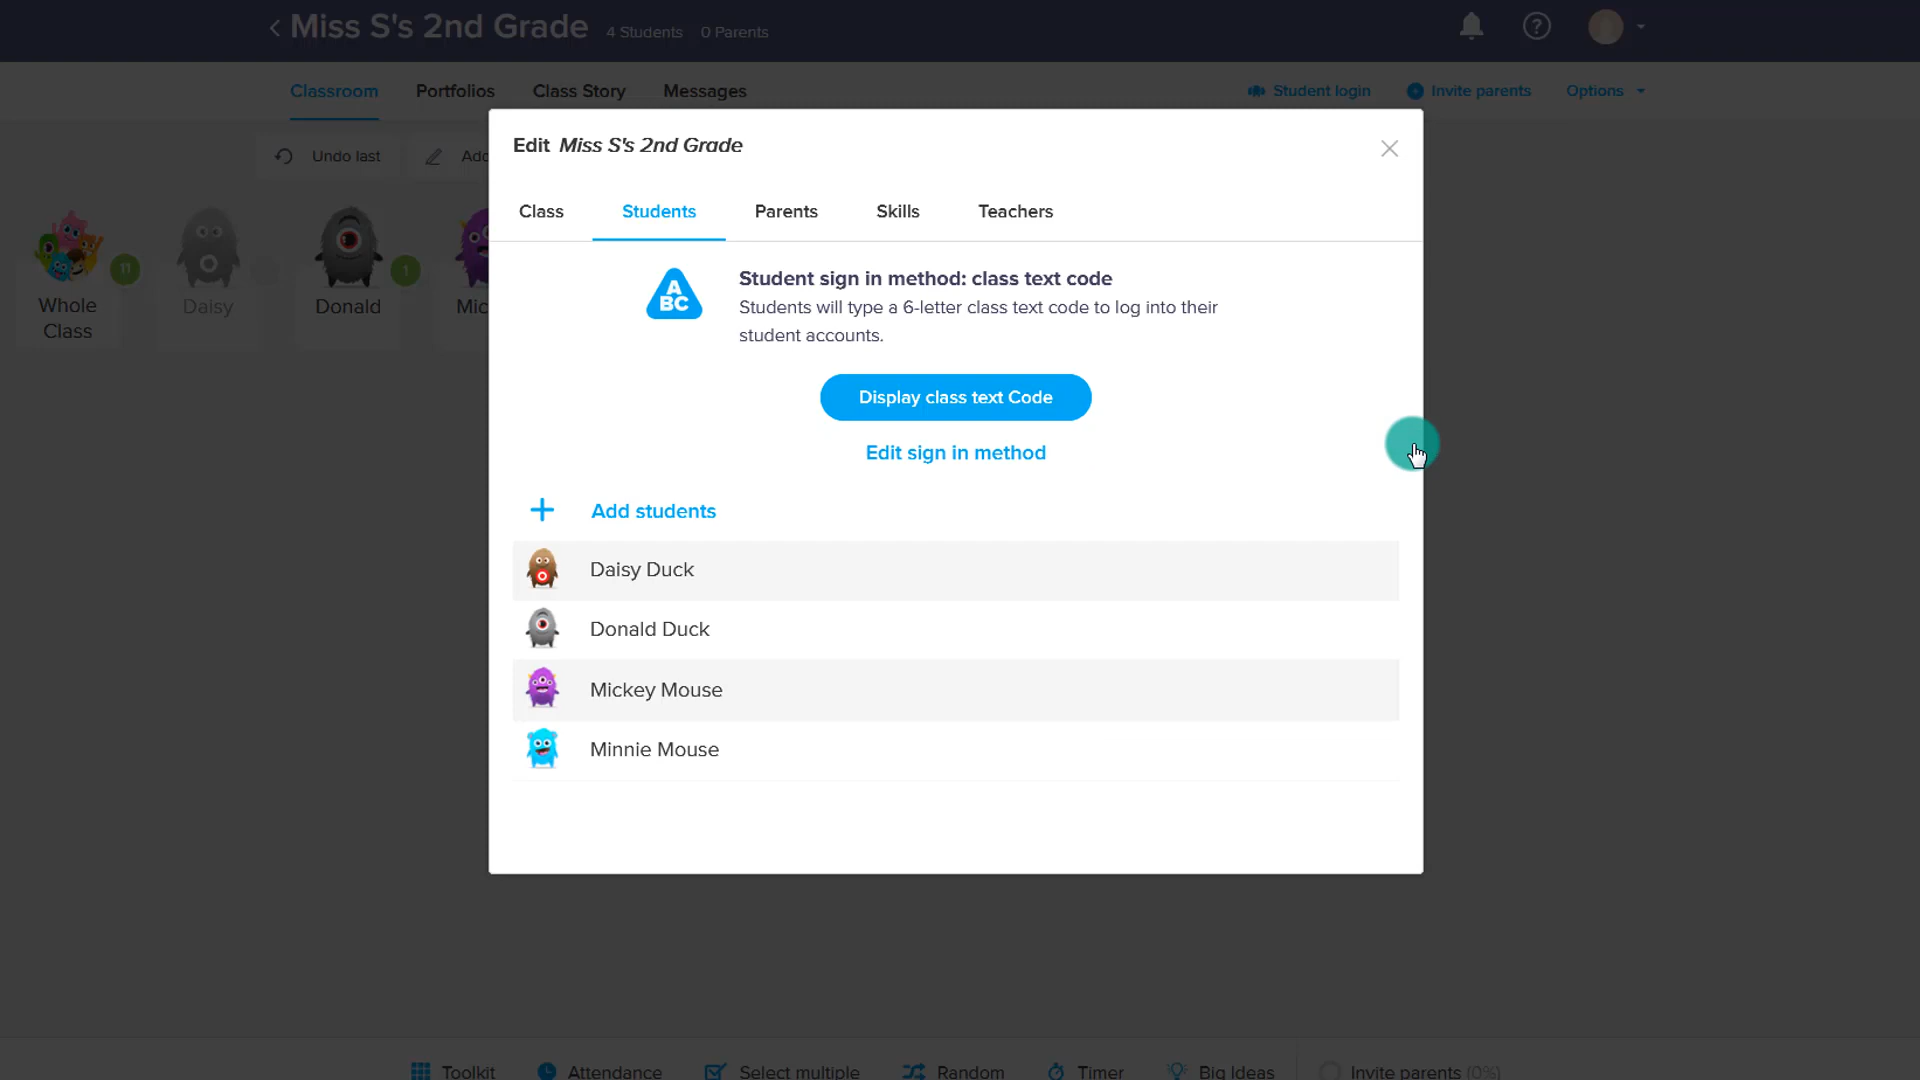 Miss S's 2nd Grade 4 Students 0 Parents
Classroom Portfolios Class Story Messages Student login Invite parents Options
Undo last
Whole Class 11
Daisy
Donald 1
Edit Miss S's 2nd Grade
Class Students Parents Skills Teachers
ABC
Student sign in method: class text code
Students will type a 6-letter class text code to log into their
student accounts.
Display class text Code
Edit sign in method
Add students
Daisy Duck
Donald Duck
Mickey Mouse
Minnie Mouse
Toolkit Attendance Select multiple Random Timer Big Ideas Invite parents (0%)